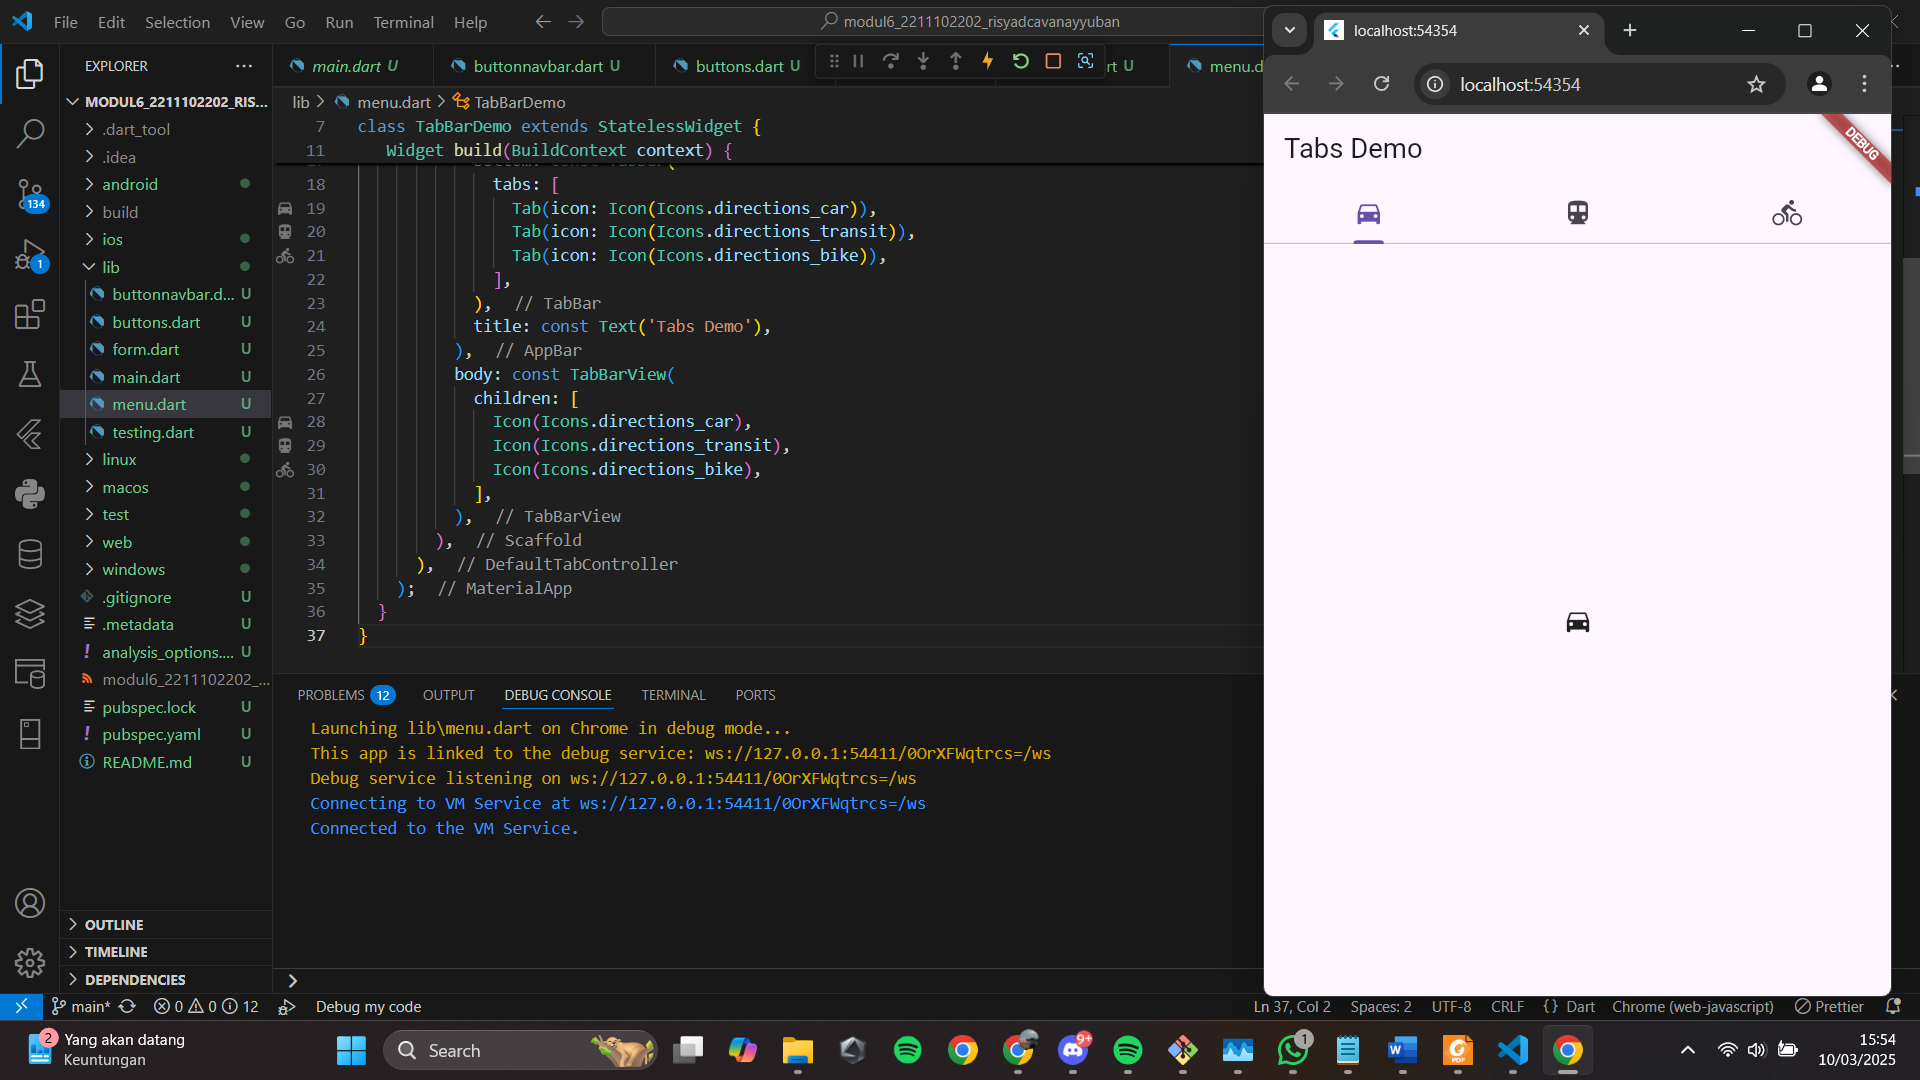 File Edit Selection View Go Run Terminal Help
modul6_2211102202_risyadcavanayyuban
EXPLORER
main.dart U
buttonnavbar.dart U
buttons.dart U
rt U
menu.d
MODUL6_2211102202_RIS...
.dart_tool
.idea
android
build
ios
lib
buttonnavbar.d... U
buttons.dart U
form.dart U
main.dart U
menu.dart U
testing.dart U
linux
macos
test
web
windows
.gitignore U
.metadata U
analysis_options.... U
modul6_2211102202_...
pubspec.lock U
pubspec.yaml U
README.md U
OUTLINE
TIMELINE
DEPENDENCIES
134
1
lib > menu.dart > TabBarDemo
7 class TabBarDemo extends StatelessWidget {
11 Widget build(BuildContext context) {
18 tabs: [
19 Tab(icon: Icon(Icons.directions_car)),
20 Tab(icon: Icon(Icons.directions_transit)),
21 Tab(icon: Icon(Icons.directions_bike)),
22 ],
23 ), // TabBar
24 title: const Text('Tabs Demo'),
25 ), // AppBar
26 body: const TabBarView(
27 children: [
28 Icon(Icons.directions_car),
29 Icon(Icons.directions_transit),
30 Icon(Icons.directions_bike),
31 ],
32 ), // TabBarView
33 ), // Scaffold
34 ), // DefaultTabController
35 ); // MaterialApp
36 }
37 }
PROBLEMS 12 OUTPUT DEBUG CONSOLE TERMINAL PORTS
Launching lib\menu.dart on Chrome in debug mode...
This app is linked to the debug service: ws://127.0.0.1:54411/0OrXFWqtrcs=/ws
Debug service listening on ws://127.0.0.1:54411/0OrXFWqtrcs=/ws
Connecting to VM Service at ws://127.0.0.1:54411/0OrXFWqtrcs=/ws
Connected to the VM Service.
localhost:54354
localhost:54354
Tabs Demo
DEBUG
main* 0 0 12 Debug my code
Ln 37, Col 2 Spaces: 2 UTF-8 CRLF {} Dart Chrome (web-javascript) Prettier
2
Yang akan datang
Keuntungan
Search
9+
1
PDF
15:54
10/03/2025